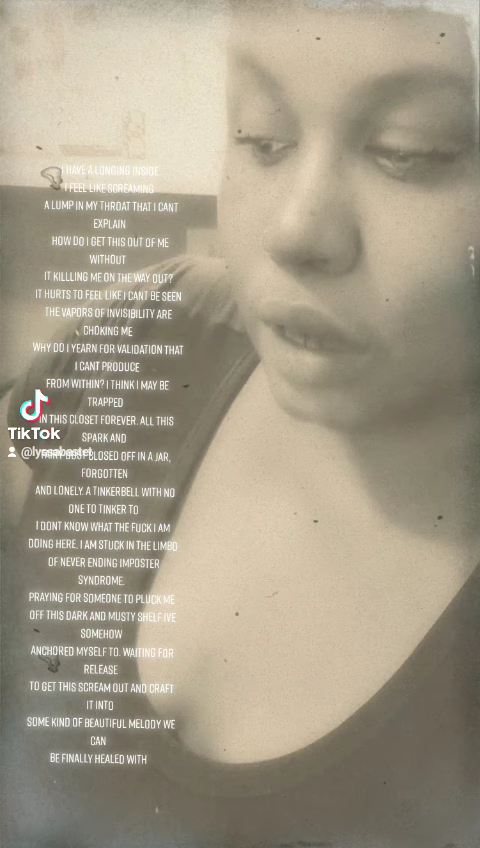 I HAVE A LONGING INSIDE.
I FEEL LIKE SCREAMING
A LUMP IN MY THROAT THAT I CANT
EXPLAIN
HOW DO I GET THIS OUT OF ME
WITHOUT
IT KILLLING ME ON THE WAY OUT?
IT HURTS TO FEEL LIKE I CANT BE SEEN
THE VAPORS OF INVISIBILITY ARE
CHOKING ME
WHY DO I YEARN FOR VALIDATION THAT
I CANT PRODUCE
FROM WITHIN? I THINK I MAY BE
TRAPPED
IN THIS CLOSET FOREVER. ALL THIS
SPARK AND
FAIRY DUST CLOSED OFF IN A JAR,
FORGOTTEN
AND LONELY. A TINKERBELL WITH NO
ONE TO TINKER TO
I DONT KNOW WHAT THE FUCK I AM
DOING HERE. I AM STUCK IN THE LIMBO
OF NEVER ENDING IMPOSTER
SYNDROME.
PRAYING FOR SOMEONE TO PLUCK ME
OFF THIS DARK AND MUSTY SHELF IVE
SOMEHOW
ANCHORED MYSELF TO. WAITING FOR
RELEASE
TO GET THIS SCREAM OUT AND CRAFT
IT INTO
SOME KIND OF BEAUTIFUL MELODY WE
CAN
BE FINALLY HEALED WITH
TikTok